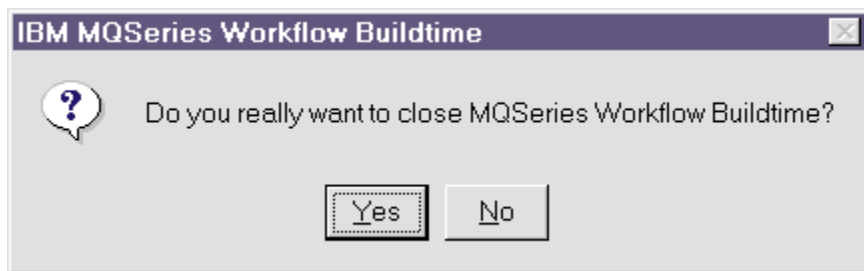 IBM MQSeries Workflow Buildtime
Do you really want to close MQSeries Workflow Buildtime?
Yes No